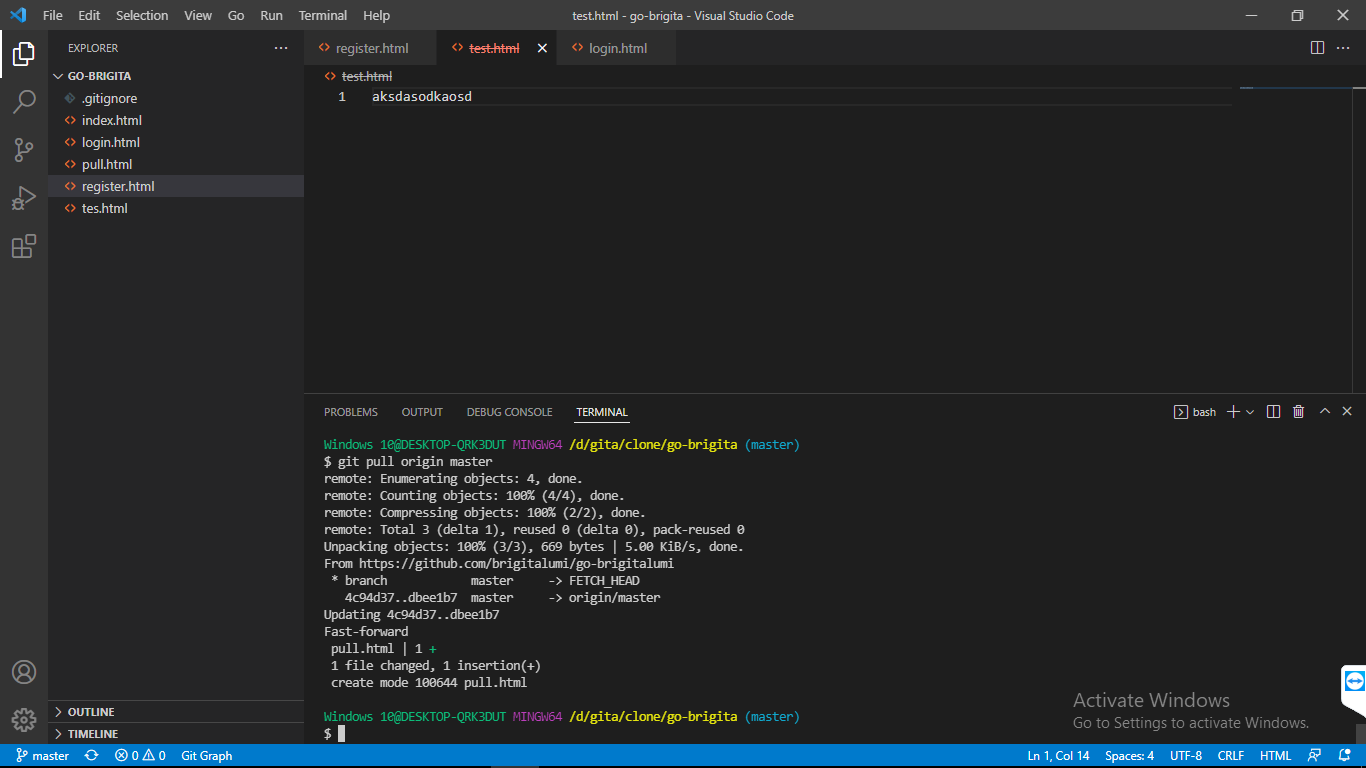 File Edit Selection View Go Run Terminal Help
test.html - go-brigita - Visual Studio Code
EXPLORER
GO-BRIGITA
.gitignore
index.html
login.html
pull.html
register.html
tes.html
OUTLINE
TIMELINE
register.html test.html login.html
test.html
1 aksdasodkaosd
PROBLEMS OUTPUT DEBUG CONSOLE TERMINAL
bash
Windows 10@DESKTOP-QRK3DUT MINGW64 /d/gita/clone/go-brigita (master)
$ git pull origin master
remote: Enumerating objects: 4, done.
remote: Counting objects: 100% (4/4), done.
remote: Compressing objects: 100% (2/2), done.
remote: Total 3 (delta 1), reused 0 (delta 0), pack-reused 0
Unpacking objects: 100% (3/3), 669 bytes | 5.00 KiB/s, done.
From https://github.com/brigitalumi/go-brigitalumi
* branch master -> FETCH_HEAD
4c94d37..dbee1b7 master -> origin/master
Updating 4c94d37..dbee1b7
Fast-forward
pull.html | 1 +
1 file changed, 1 insertion(+)
create mode 100644 pull.html
Windows 10@DESKTOP-QRK3DUT MINGW64 /d/gita/clone/go-brigita (master)
$
Activate Windows
Go to Settings to activate Windows.
master 0 0 Git Graph
Ln 1, Col 14 Spaces: 4 UTF-8 CRLF HTML